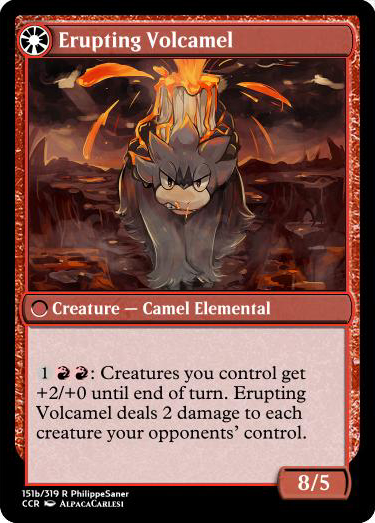 Erupting Volcamel
Creature — Camel Elemental
1 RR: Creatures you control get
+2/+0 until end of turn. Erupting
Volcamel deals 2 damage to each
creature your opponents' control.
8/5
151b/319 R PhilippeSaner
CCR AlpacaCarlesi